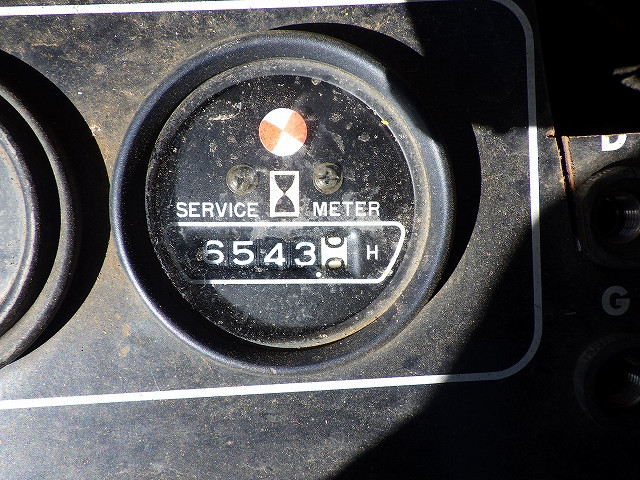 SERVICE METER
6543 H
D
G